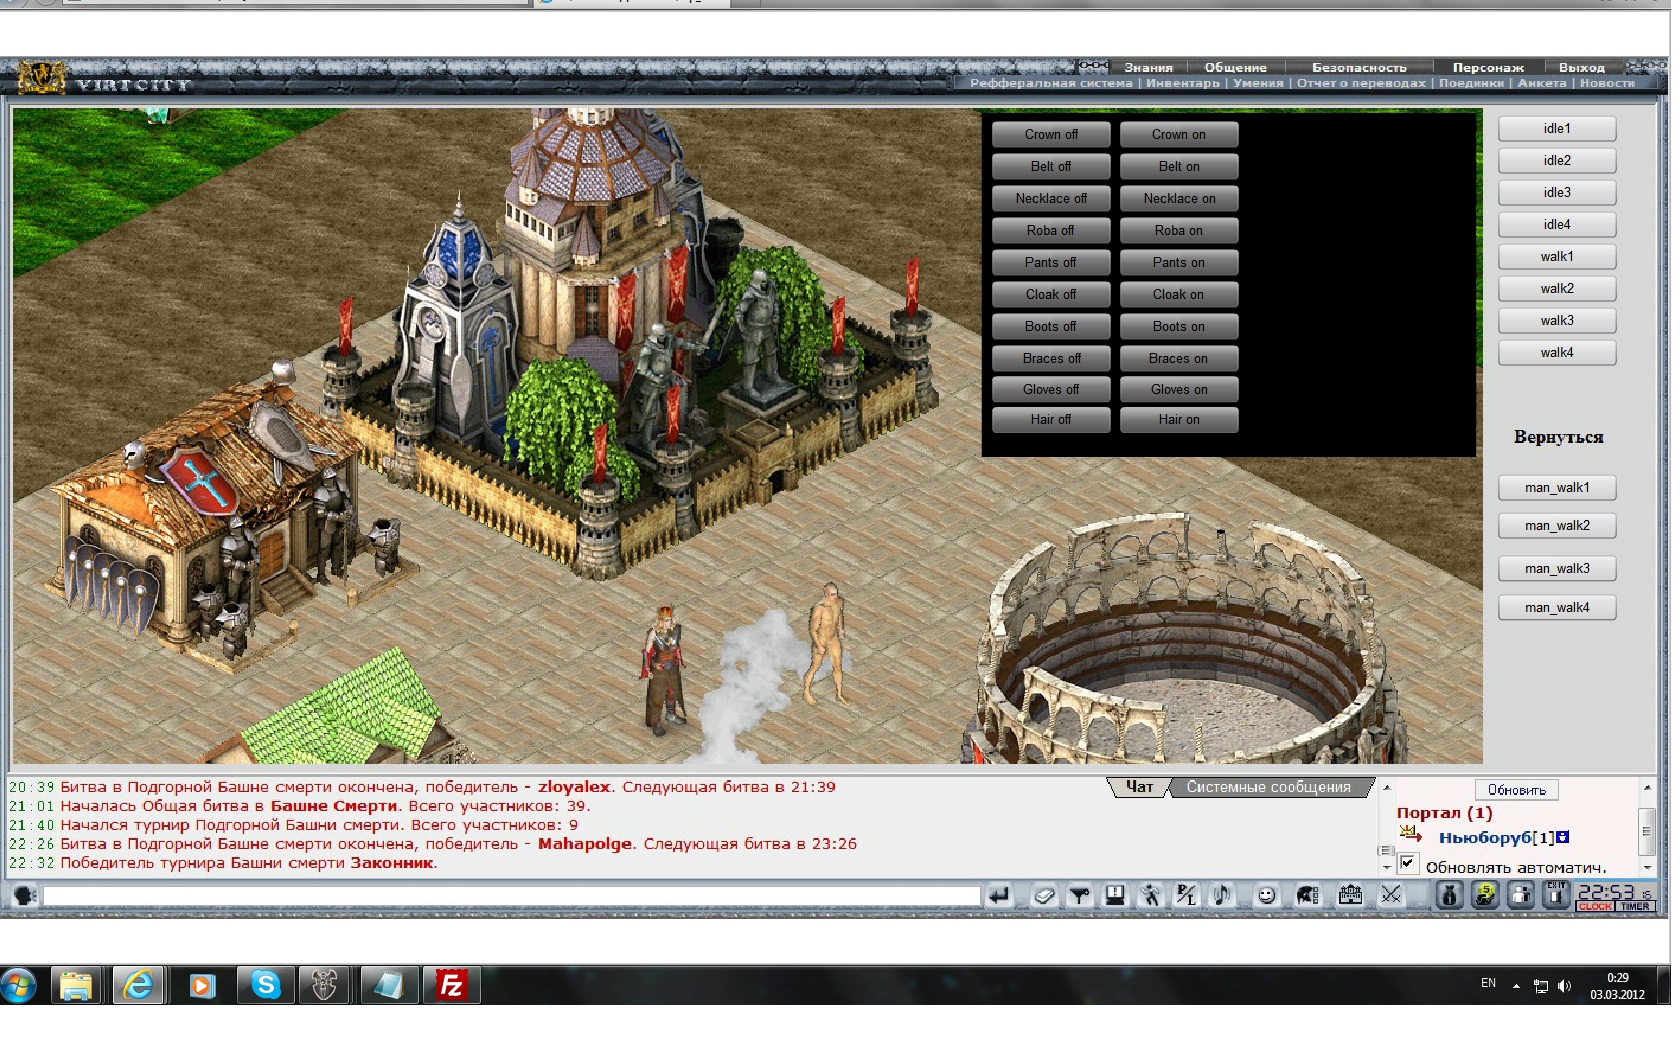 VIRTCITY
Знания Общение Безопасность Персонаж Выход
Рефферальная система | Инвентарь | Умения | Отчет о переводах | Поединки | Анкета | Новости
Crown off Crown on
Belt off Belt on
Necklace off Necklace on
Roba off Roba on
Pants off Pants on
Cloak off Cloak on
Boots off Boots on
Braces off Braces on
Gloves off Gloves on
Hair off Hair on
idle1
idle2
idle3
idle4
walk1
walk2
walk3
walk4
Вернуться
man_walk1
man_walk2
man_walk3
man_walk4
20:39 Битва в Подгорной Башне смерти окончена, победитель - zloyalex. Следующая битва в 21:39
21:01 Началась Общая битва в Башне Смерти. Всего участников: 39.
21:40 Начался турнир Подгорной Башни смерти. Всего участников: 9
22:26 Битва в Подгорной Башне смерти окончена, победитель - Mahapolge. Следующая битва в 23:26
22:32 Победитель турнира Башни смерти Законник.
Чат Системные сообщения
Обновить
Портал (1)
Ньюборуб[1]
Обновлять автоматич.
P/L
5
EXIT
22:53 16
CLOCK TIMER
Fz
EN
0:29
03.03.2012